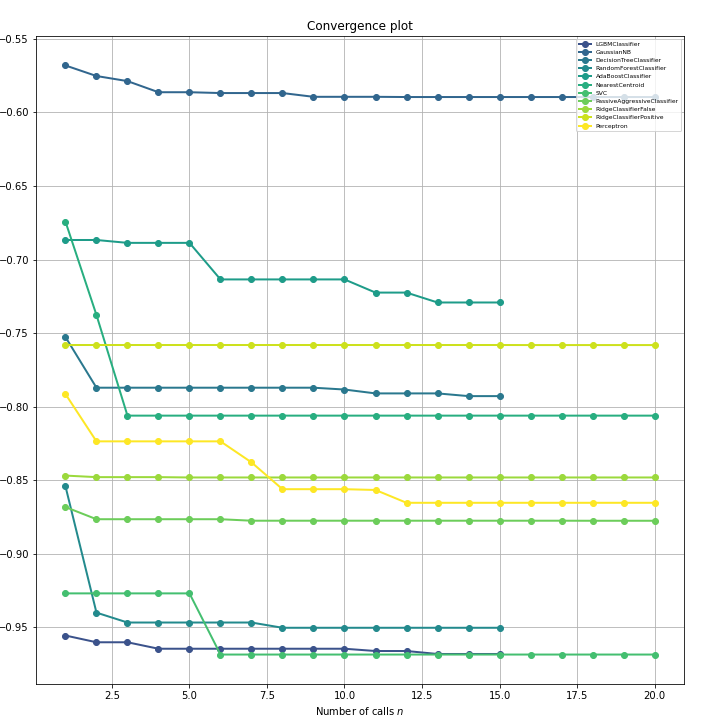 Convergence plot
−0.55
−0.60
−0.65
−0.70
−0.75
−0.80
−0.85
−0.90
−0.95
LGBMClassifier
GaussianNB
DecisionTreeClassifier
RandomForestClassifier
AdaBoostClassifier
NearestCentroid
SVC
PassiveAggressiveClassifier
RidgeClassifierFalse
RidgeClassifierPositive
Perceptron
2.5 5.0 7.5 10.0 12.5 15.0 17.5 20.0
Number of calls n